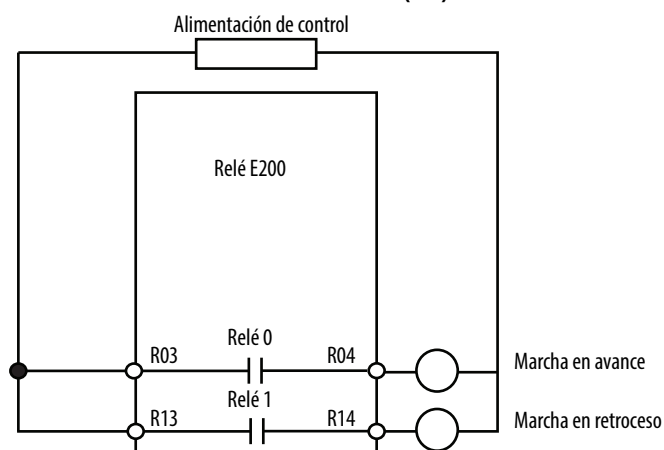 Alimentación de control
Relé E200
Relé 0
R03
R04
Marcha en avance
Relé 1
R13
R14
Marcha en retroceso